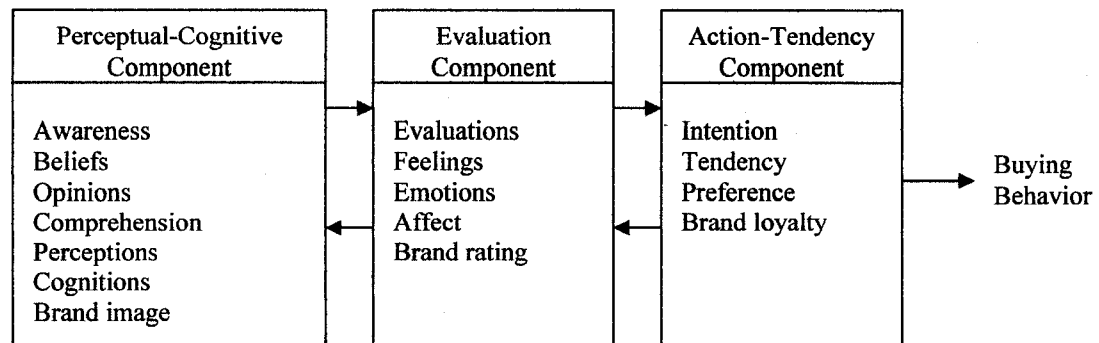 Perceptual-Cognitive
Component
Awareness
Beliefs
Opinions
Comprehension
Perceptions
Cognitions
Brand image
Evaluation
Component
Evaluations
Feelings
Emotions
Affect
Brand rating
Action-Tendency
Component
Intention
Tendency
Preference
Brand loyalty
Buying
Behavior